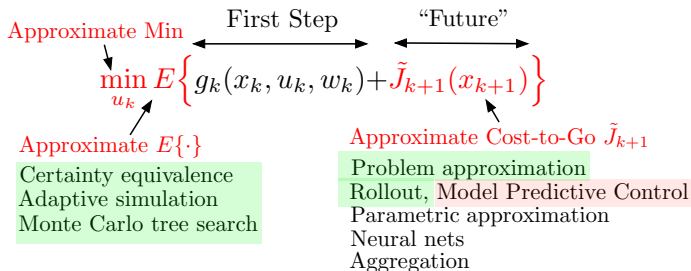 First Step “Future”
Approximate Min
min E{g_k(x_k, u_k, w_k)+J̃_{k+1}(x_{k+1})}
u_k
Approximate E{·}
Certainty equivalence
Adaptive simulation
Monte Carlo tree search
Approximate Cost-to-Go J̃_{k+1}
Problem approximation
Rollout, Model Predictive Control
Parametric approximation
Neural nets
Aggregation